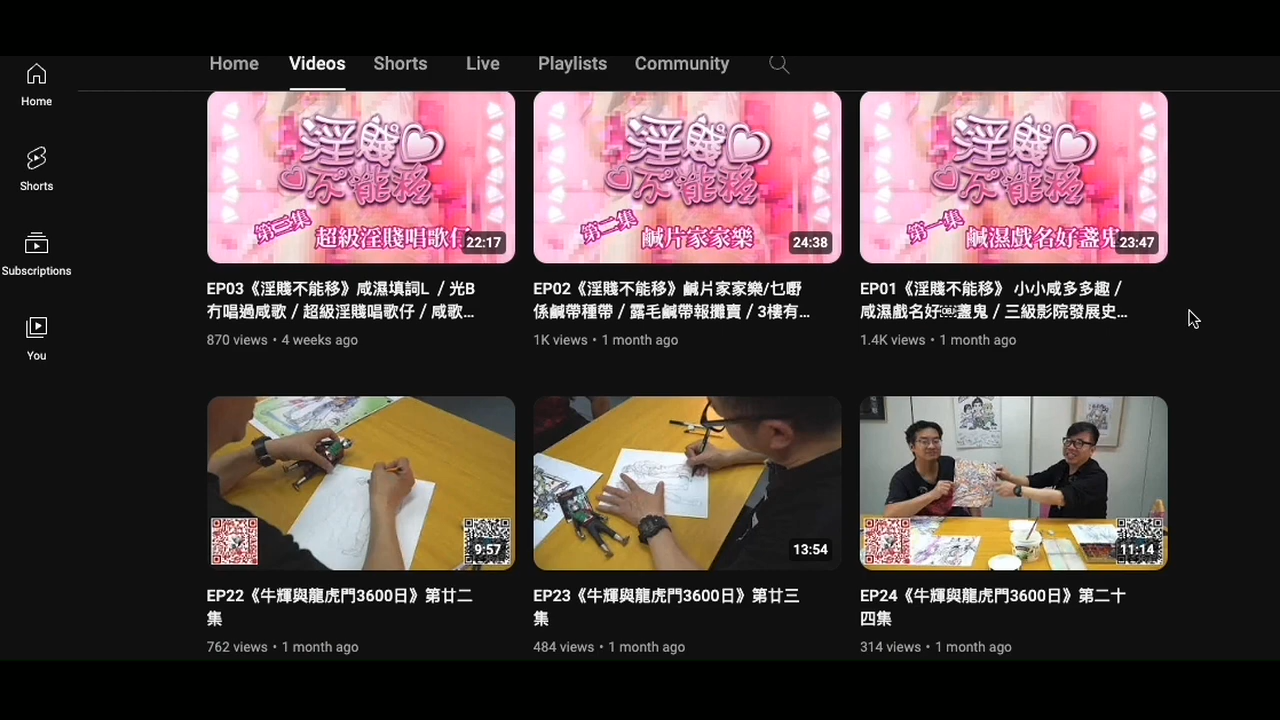 Home
Videos
Shorts
Live
Playlists
Community
Home
Shorts
Subscriptions
You
淫賤
不能移
第三集
超級淫賤唱歌仔
22:17
淫賤
不能移
第二集
鹹片家家樂
24:38
淫賤
不能移
第一集
鹹濕戲名好盞鬼
23:47
EP03《淫賤不能移》咸濕填詞L / 光B
冇唱過咸歌 / 超級淫賤唱歌仔 / 咸歌...
870 views • 4 weeks ago
EP02《淫賤不能移》鹹片家家樂/乜嘢
係鹹帶種帶 / 露毛鹹帶報攤賣 / 3樓有...
1K views • 1 month ago
EP01《淫賤不能移》 小小咸多多趣 /
咸濕戲名好￼盞鬼 / 三級影院發展史...
1.4K views • 1 month ago
9:57
13:54
11:14
EP22《牛輝與龍虎門3600日》第廿二
集
762 views • 1 month ago
EP23《牛輝與龍虎門3600日》第廿三
集
484 views • 1 month ago
EP24《牛輝與龍虎門3600日》第二十
四集
314 views • 1 month ago